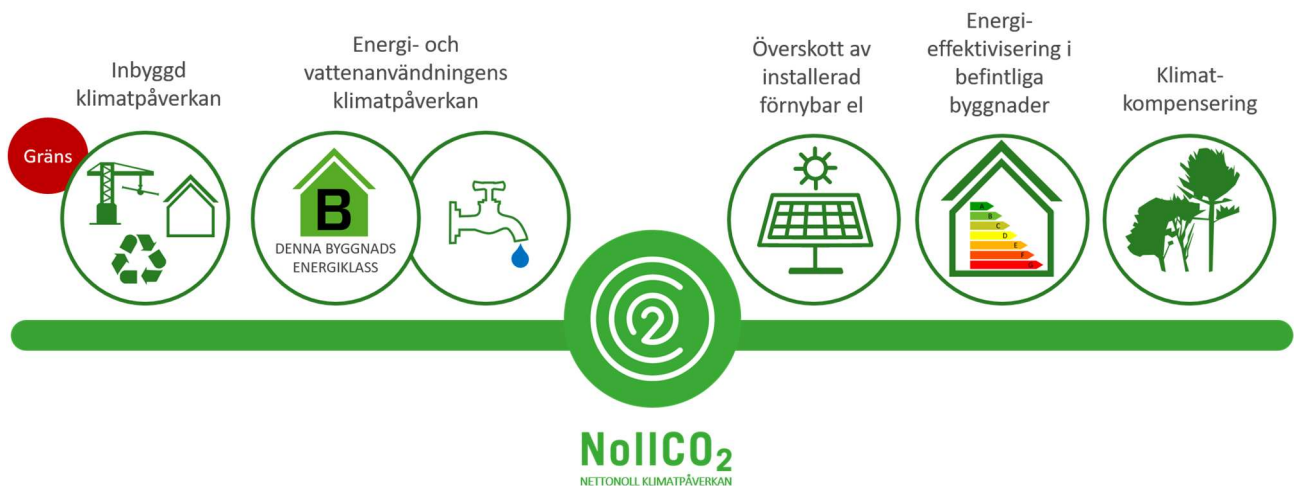 Inbyggd
klimatpåverkan
Energi- och
vattenanvändningens
klimatpåverkan
Överskott av
installerad
förnybar el
Energi-
effektivisering i
befintliga
byggnader
Klimat-
kompensering
Gräns
B
DENNA BYGGNADS
ENERGIKLASS
A
B
C
D
E
F
G
2
NollCO₂
NETTONOLL KLIMATPÅVERKAN